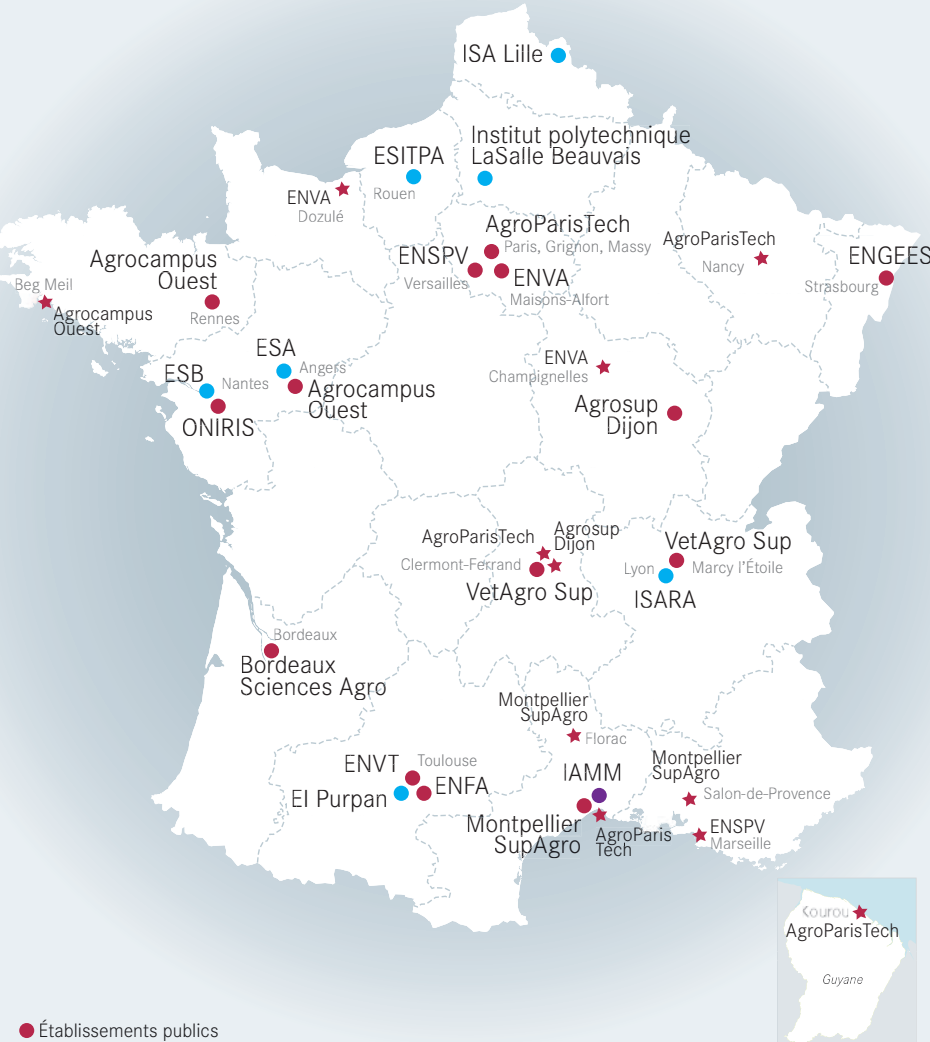 ISA Lille
Institut polytechnique
LaSalle Beauvais
ESITPA
Rouen
ENVA
Dozulé
AgroParisTech
Paris, Grignon, Massy
ENSPV
Versailles
ENVA
Maisons-Alfort
AgroParisTech
Nancy
ENGEES
Strasbourg
Agrocampus
Ouest
Rennes
Beg Meil
Agrocampus
Ouest
ESA
Angers
Agrocampus
Ouest
ESB
Nantes
ONIRIS
ENVA
Champignelles
Agrosup
Dijon
AgroParisTech
Agrosup
Dijon
Clermont-Ferrand
VetAgro Sup
VetAgro Sup
Lyon
Marcy l'Étoile
ISARA
Bordeaux
Bordeaux
Sciences Agro
Montpellier
SupAgro
Florac
ENVT
Toulouse
EI Purpan
ENFA
IAMM
Montpellier
SupAgro
AgroParis
Tech
Montpellier
SupAgro
Salon-de-Provence
ENSPV
Marseille
Kourou
AgroParisTech
Guyane
Établissements publics